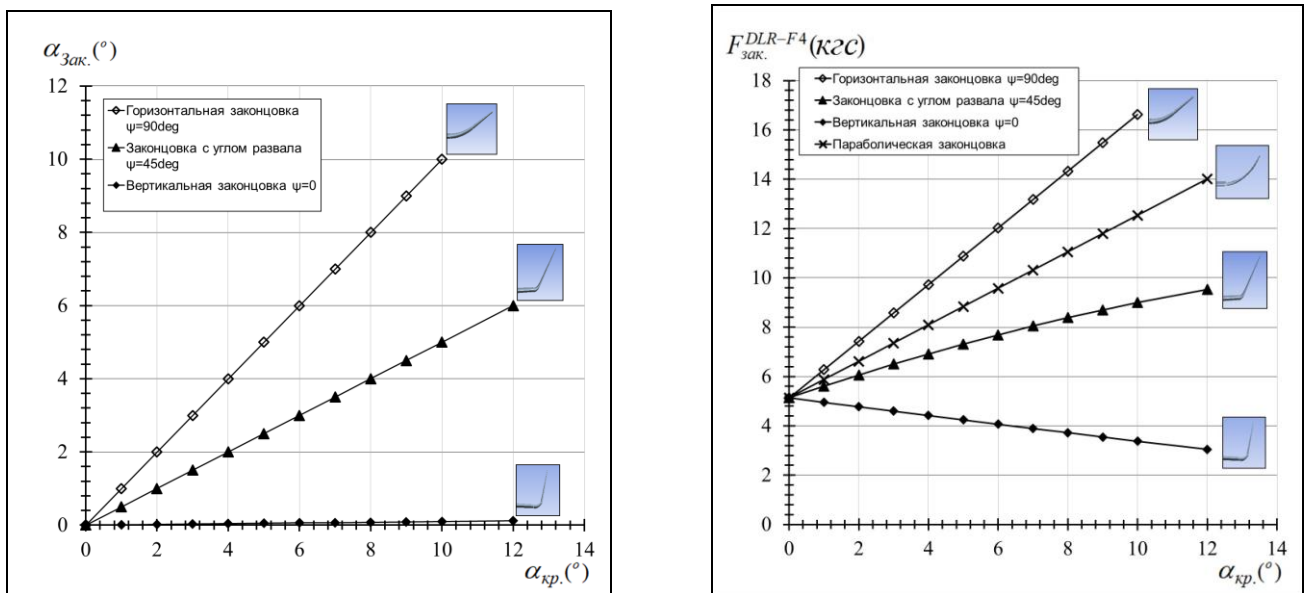 α_Зак.(°)
12
10
8
6
4
2
0
Горизонтальная законцовка
ψ=90deg
Законцовка с углом развала
ψ=45deg
Вертикальная законцовка ψ=0
0 2 4 6 8 10 12 14
α_кр.(°)
F_зак.^DLR–F4(кгс)
18
16
14
12
10
8
6
4
2
0
Горизонтальная законцовка ψ=90deg
Законцовка с углом развала ψ=45deg
Вертикальная законцовка ψ=0
Параболическая законцовка
0 2 4 6 8 10 12 14
α_кр.(°)